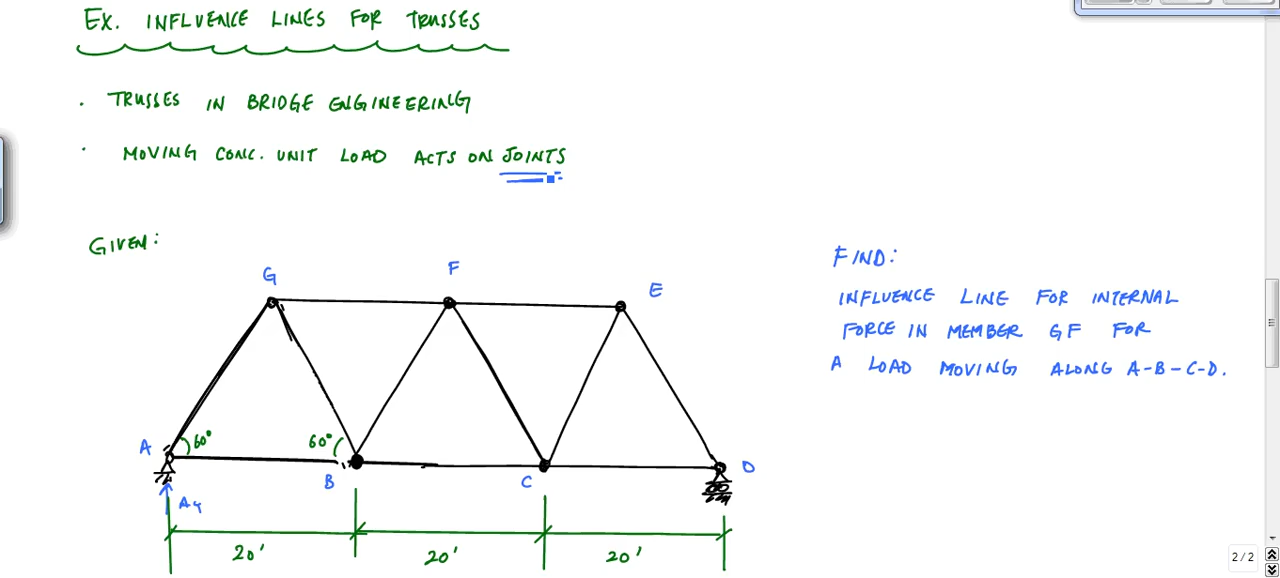 EX. INFLUENCE LINES FOR TRUSSES
. TRUSSES IN BRIDGE ENGINEERING
. MOVING CONC. UNIT LOAD ACTS ON JOINTS
GIVEN:
FIND:
INFLUENCE LINE FOR INTERNAL
FORCE IN MEMBER GF FOR
A LOAD MOVING ALONG A-B-C-D.
G
F
E
A
60°
60°
B
C
D
Ay
20'
20'
20'
2 / 2